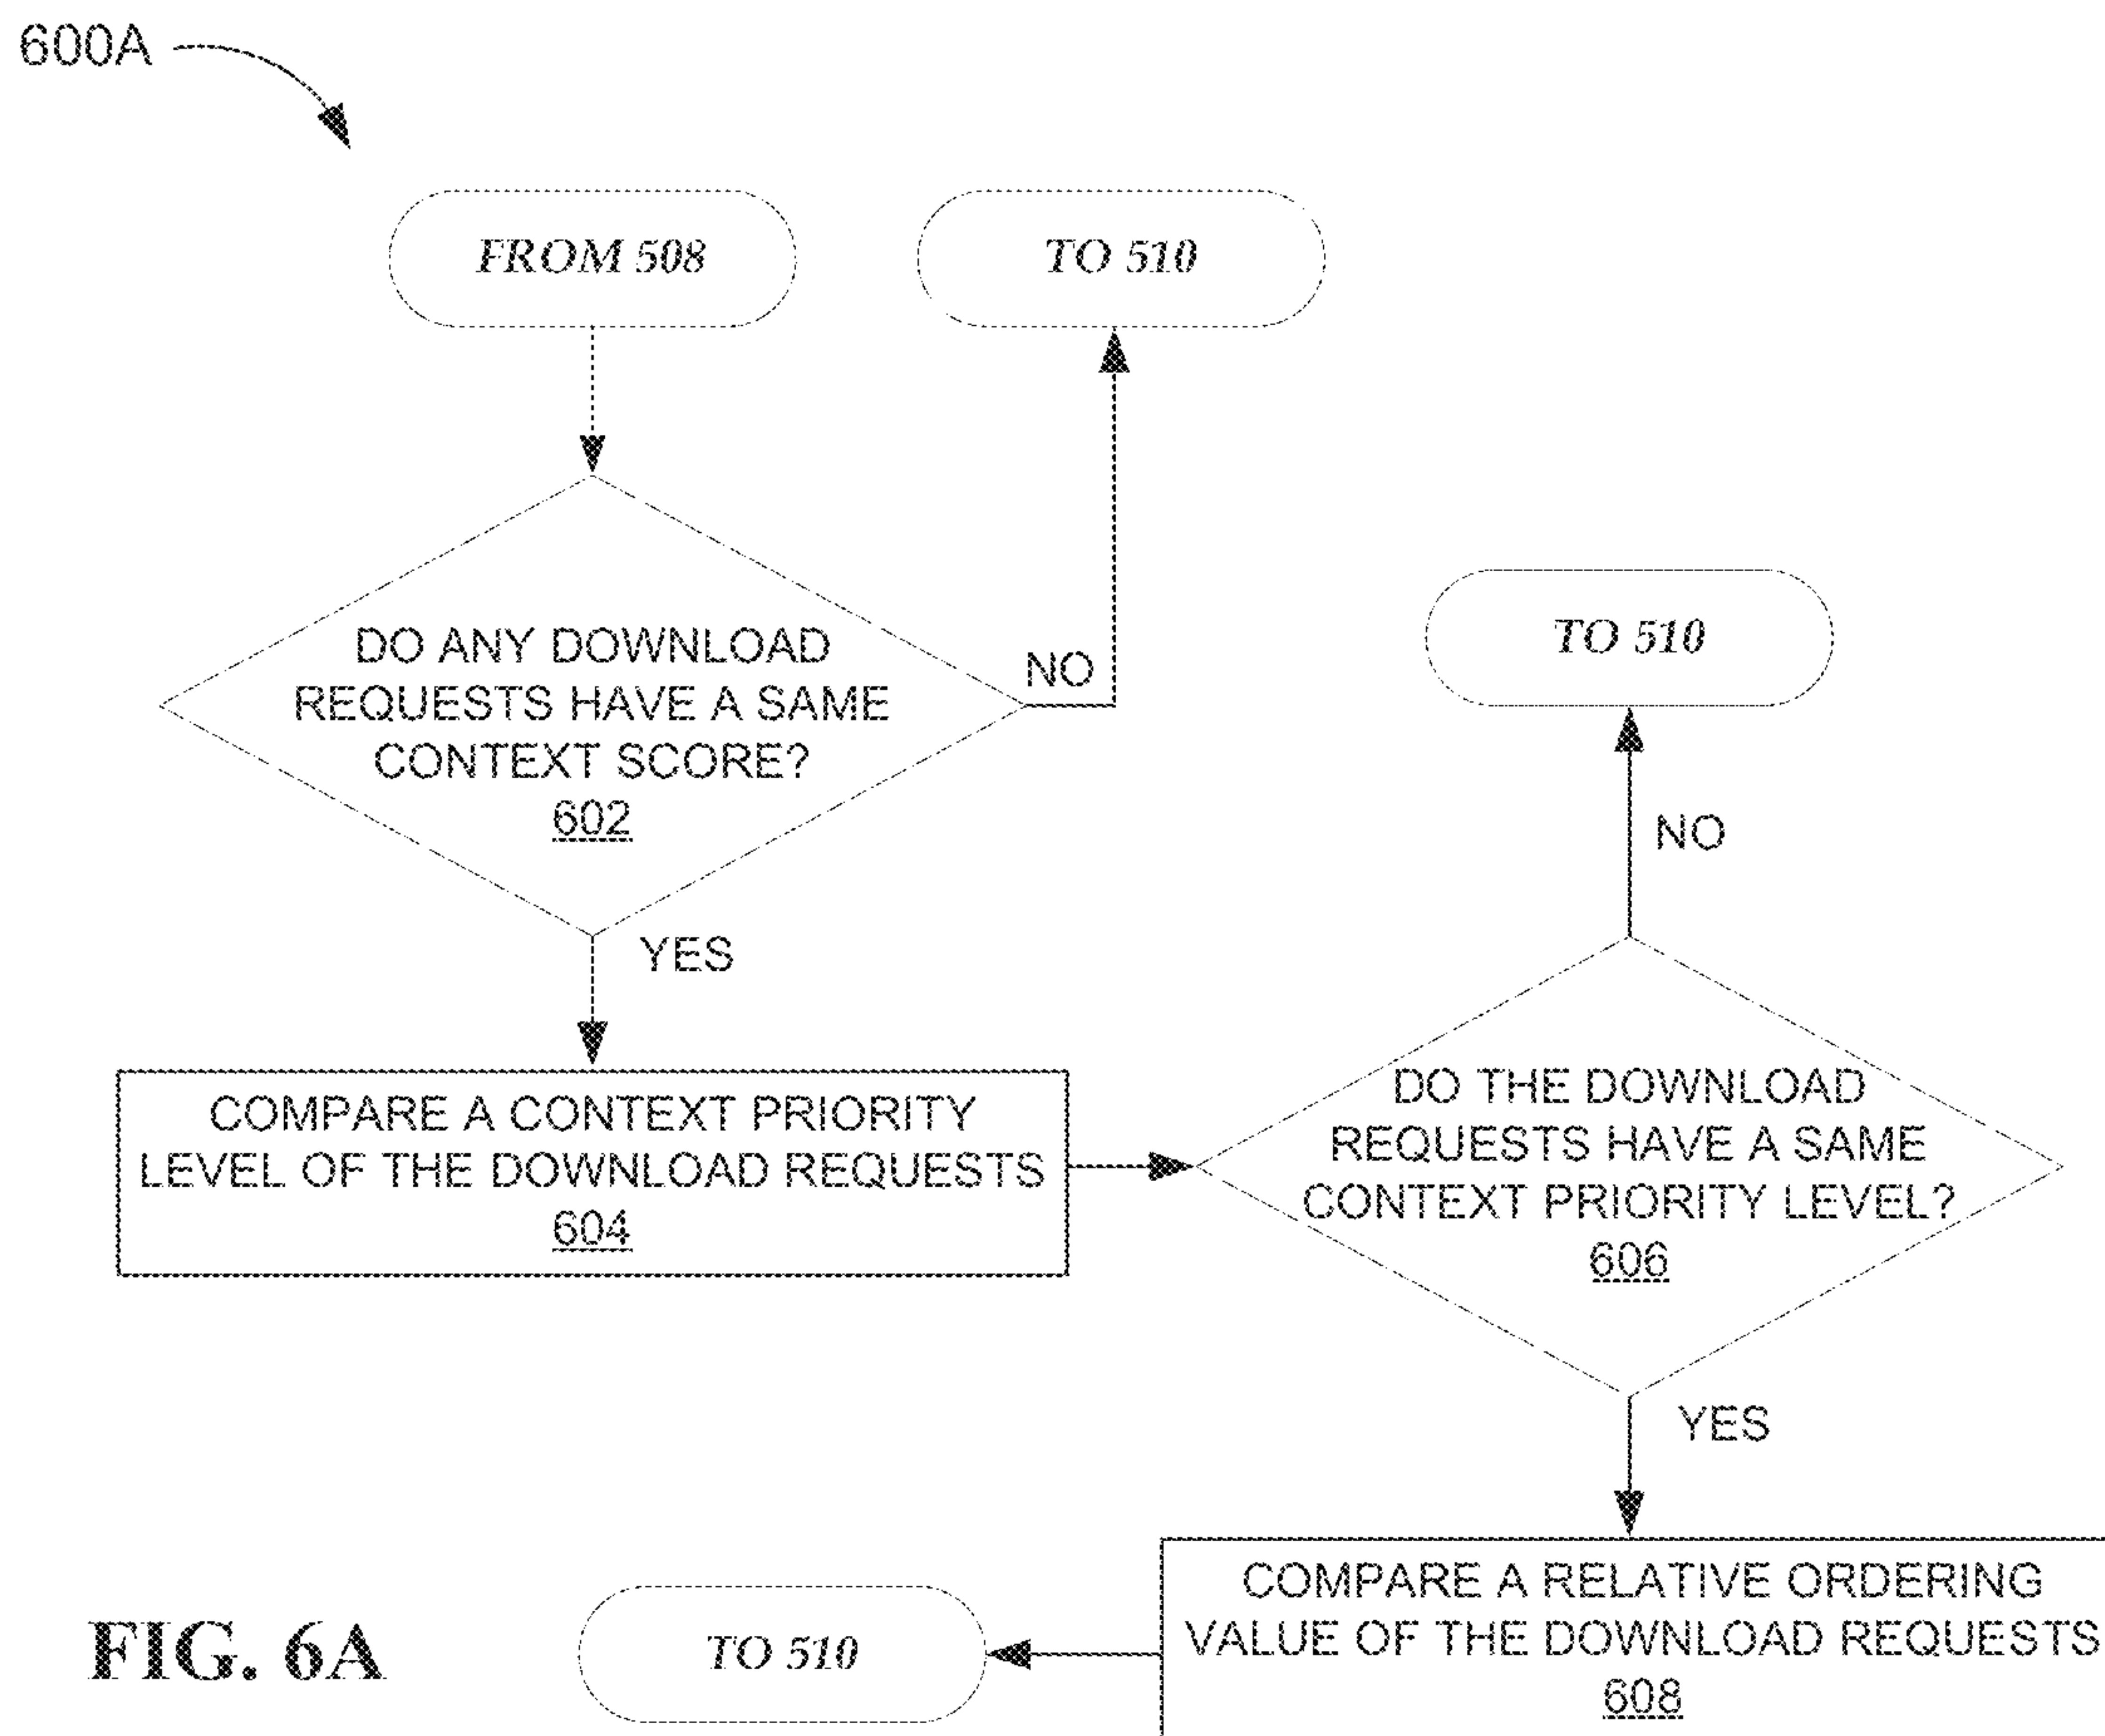 600A
FROM 508
TO 510
DO ANY DOWNLOAD
REQUESTS HAVE A SAME
CONTEXT SCORE?
602
NO
YES
TO 510
NO
COMPARE A CONTEXT PRIORITY
LEVEL OF THE DOWNLOAD REQUESTS
604
DO THE DOWNLOAD
REQUESTS HAVE A SAME
CONTEXT PRIORITY LEVEL?
606
YES
COMPARE A RELATIVE ORDERING
VALUE OF THE DOWNLOAD REQUESTS
608
TO 510
FIG. 6A